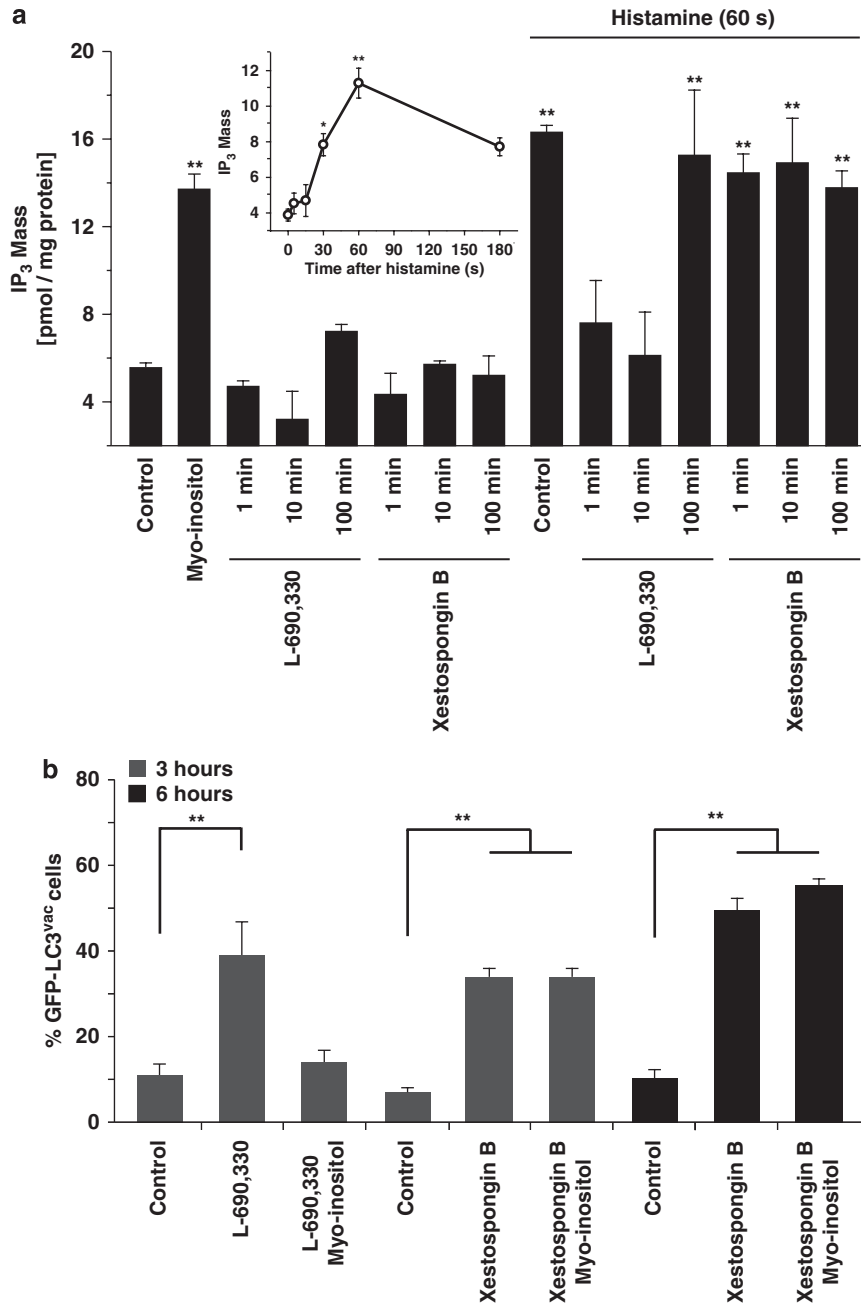 a
Histamine (60 s)
20
16
12
8
4
IP3 Mass
[pmol / mg protein]
**
12
10
8
6
4
IP3 Mass
*
**
0 30 60 90 120 150 180
Time after histamine (s)
** ** ** ** **
Control
Myo-inositol
1 min
10 min
100 min
1 min
10 min
100 min
Control
1 min
10 min
100 min
1 min
10 min
100 min
L-690,330
Xestospongin B
L-690,330
Xestospongin B
b
3 hours
6 hours
80
60
40
20
0
% GFP-LC3vac cells
** ** **
Control
L-690,330
L-690,330
Myo-inositol
Control
Xestospongin B
Xestospongin B
Myo-inositol
Control
Xestospongin B
Xestospongin B
Myo-inositol